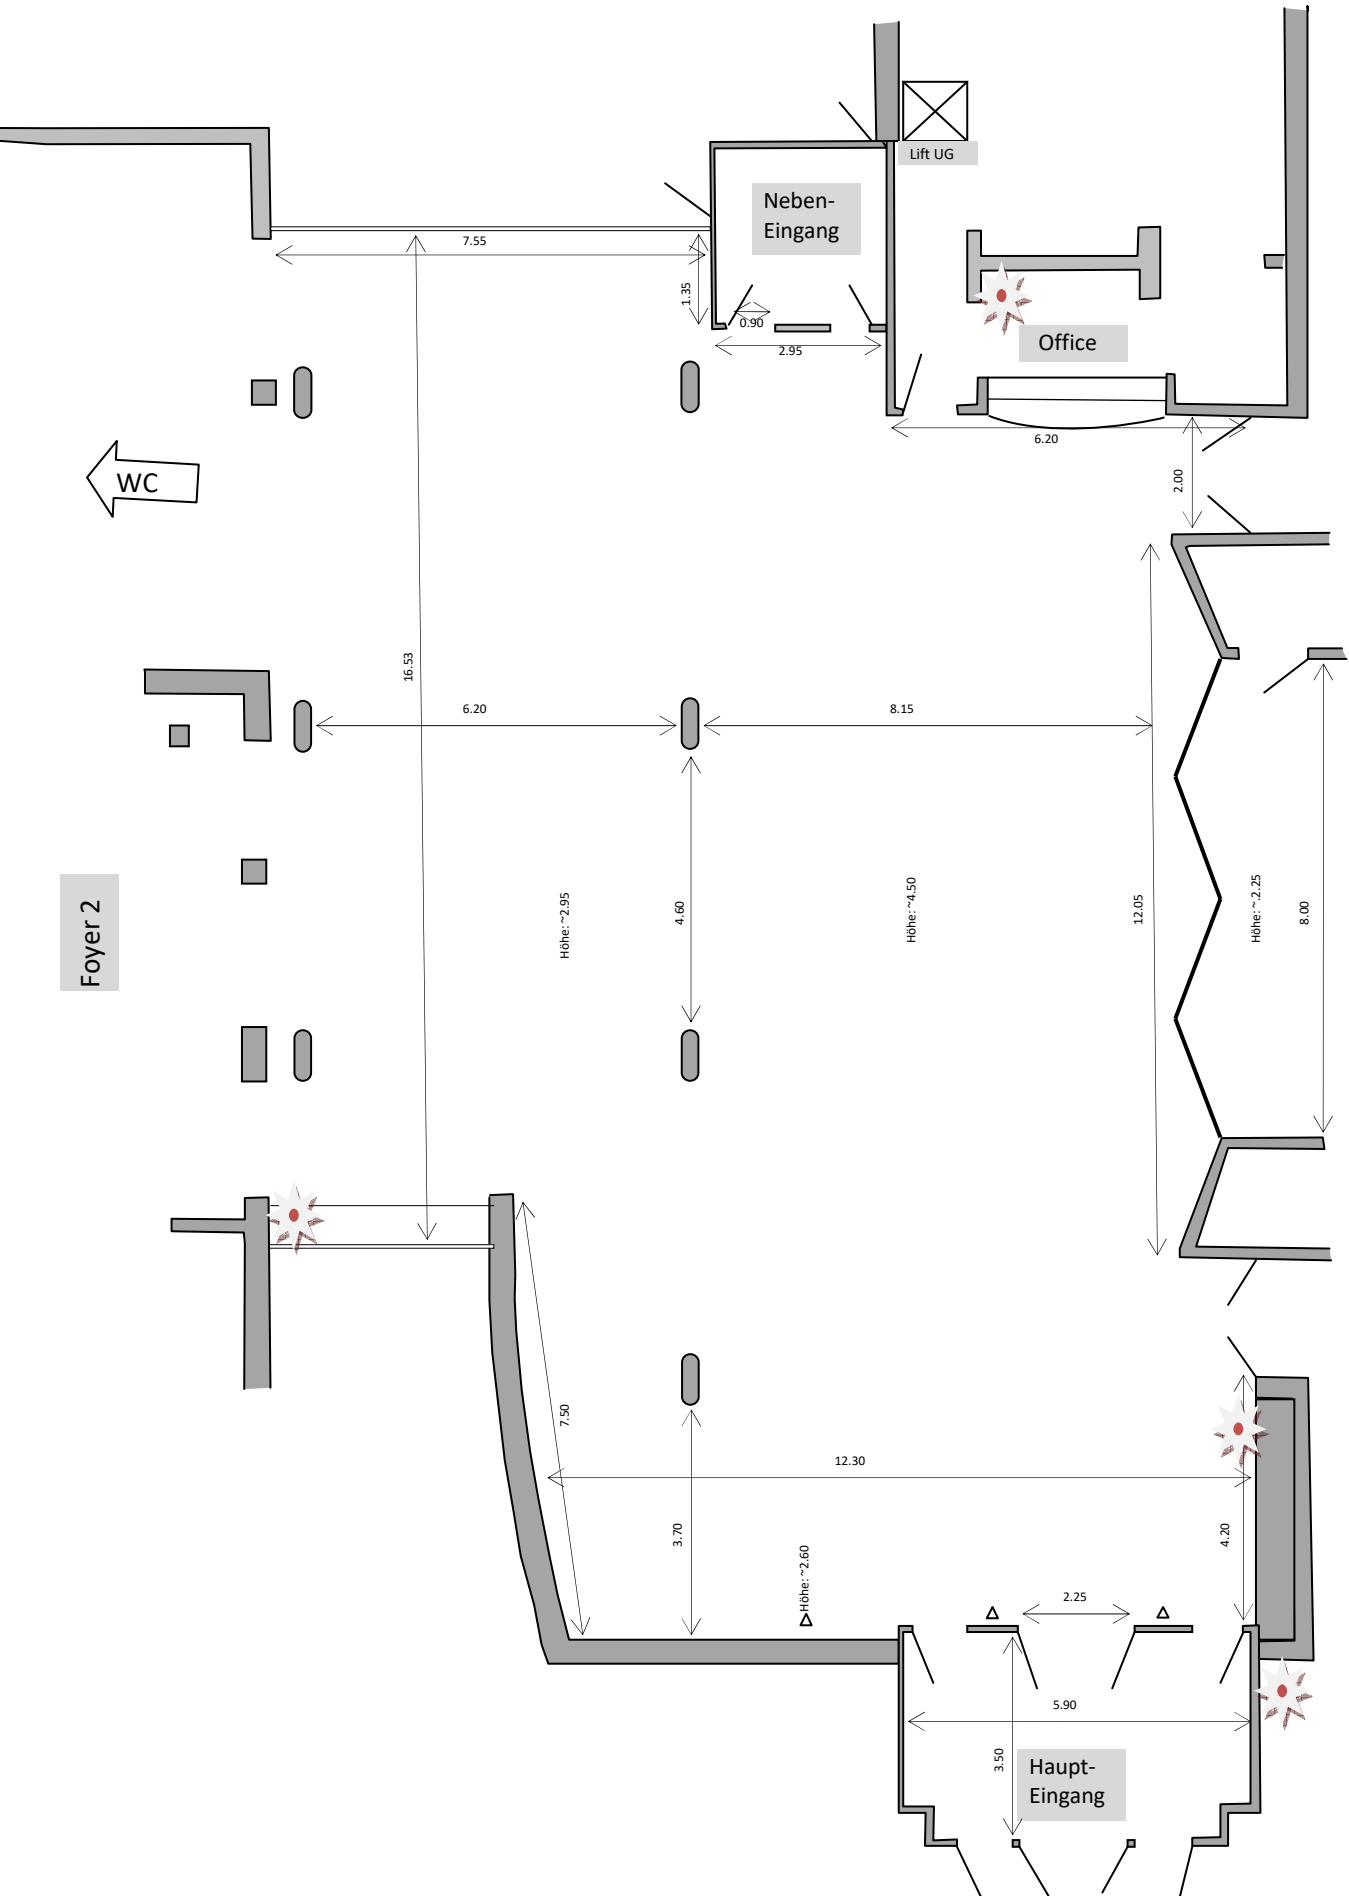 Lift UG
Neben-
Eingang
7.55
1.35
0.90
2.95
Office
6.20
2.00
WC
16.53
6.20
8.15
Foyer 2
Höhe: ~2.95
4.60
Höhe: ~4.50
12.05
Höhe: ~.2.25
8.00
7.50
12.30
3.70
4.20
Höhe: ~2.60
2.25
5.90
3.50
Haupt-
Eingang